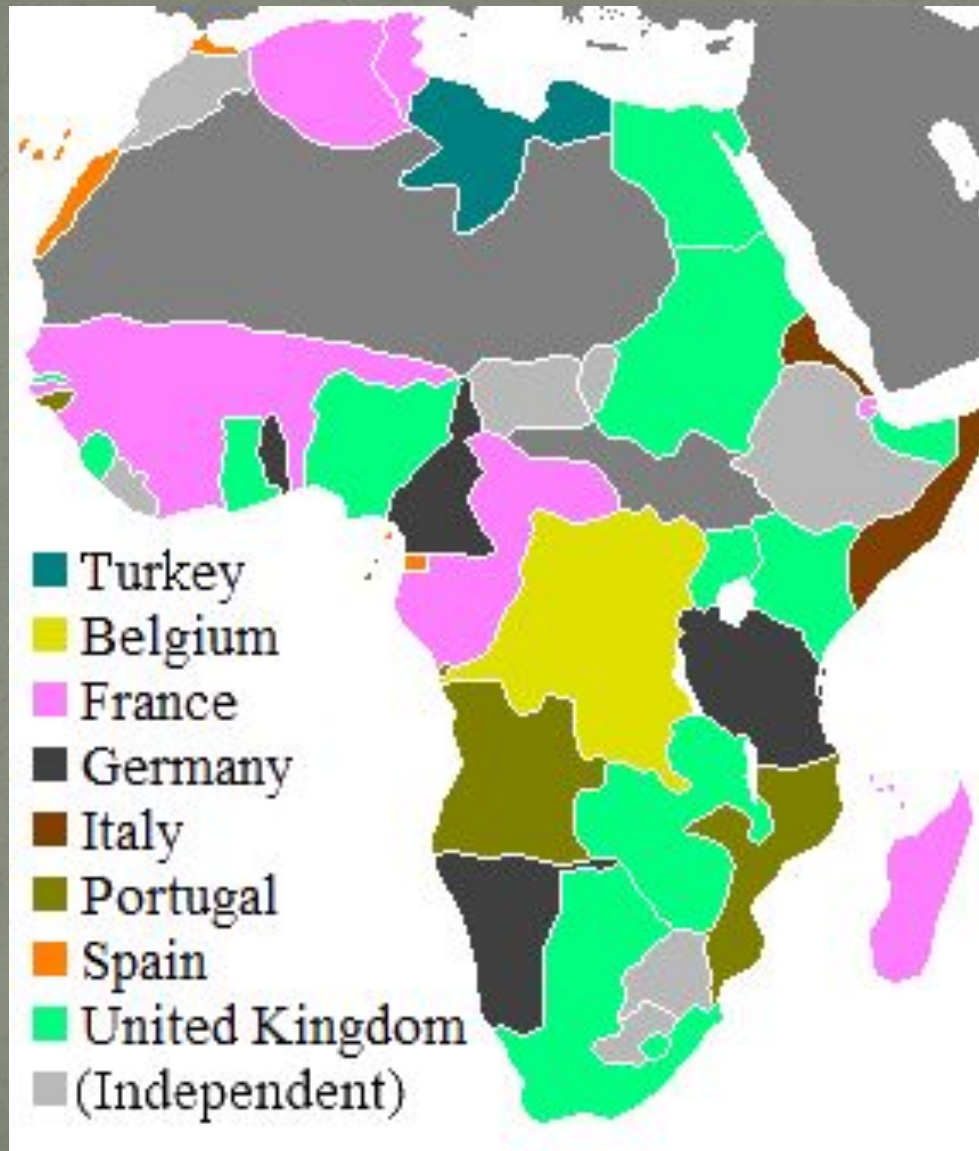 Turkey
Belgium
France
Germany
Italy
Portugal
Spain
United Kingdom
(Independent)